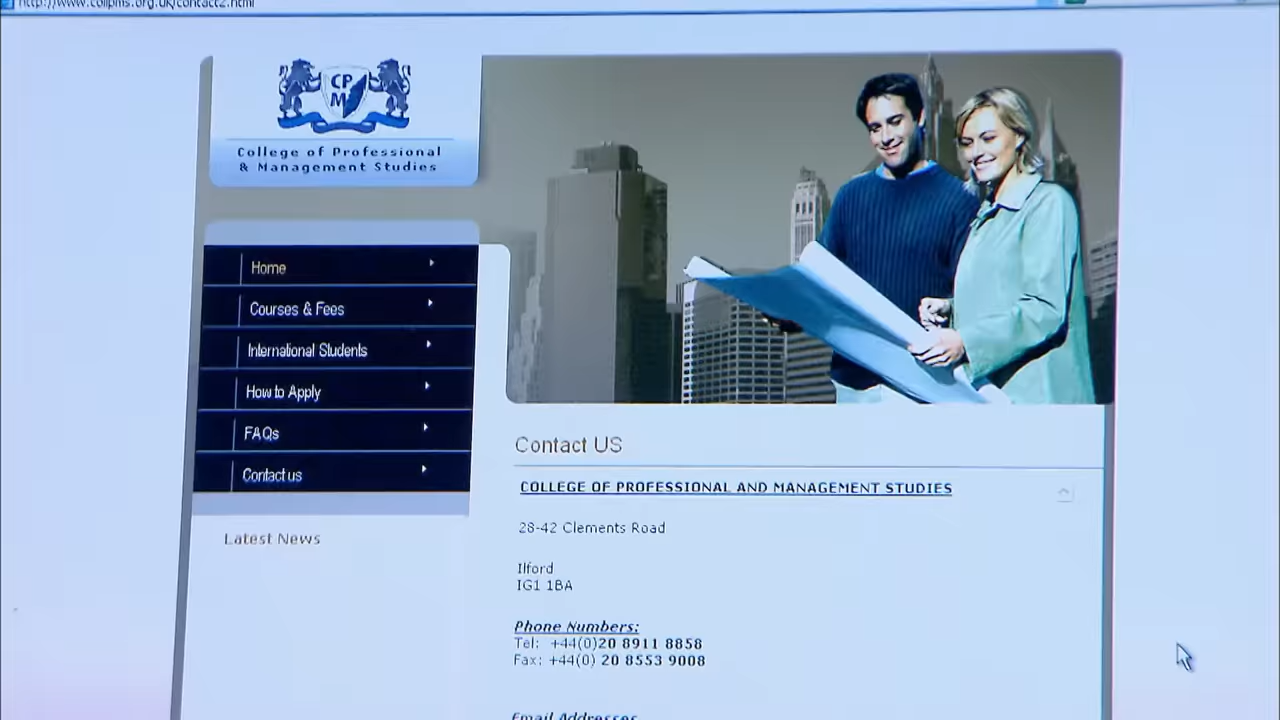 http://www.collpms.org.uk/contact2.html
CP
M
College of Professional
& Management Studies
Home
Courses & Fees
International Students
How to Apply
FAQs
Contact us
Latest News
Contact US
COLLEGE OF PROFESSIONAL AND MANAGEMENT STUDIES
28-42 Clements Road
Ilford
IG1 1BA
Phone Numbers:
Tel: +44(0)20 8911 8858
Fax: +44(0) 20 8553 9008
Email Addresses